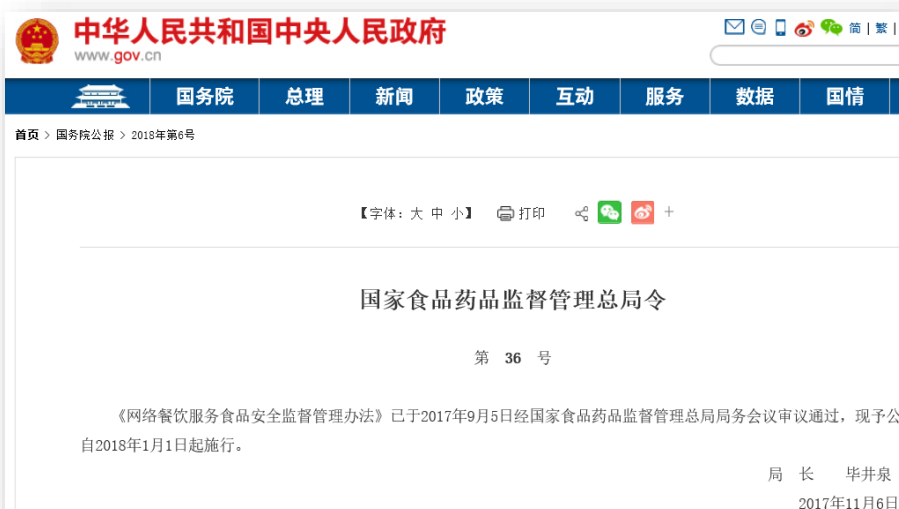 中华人民共和国中央人民政府
www.gov.cn
简 | 繁 |
国务院 总理 新闻 政策 互动 服务 数据 国情
首页 > 国务院公报 > 2018年第6号
【字体：大 中 小】 打印 +
国家食品药品监督管理总局令
第 36 号
《网络餐饮服务食品安全监督管理办法》已于2017年9月5日经国家食品药品监督管理总局局务会议审议通过，现予公
自2018年1月1日起施行。
局 长 毕井泉
2017年11月6日